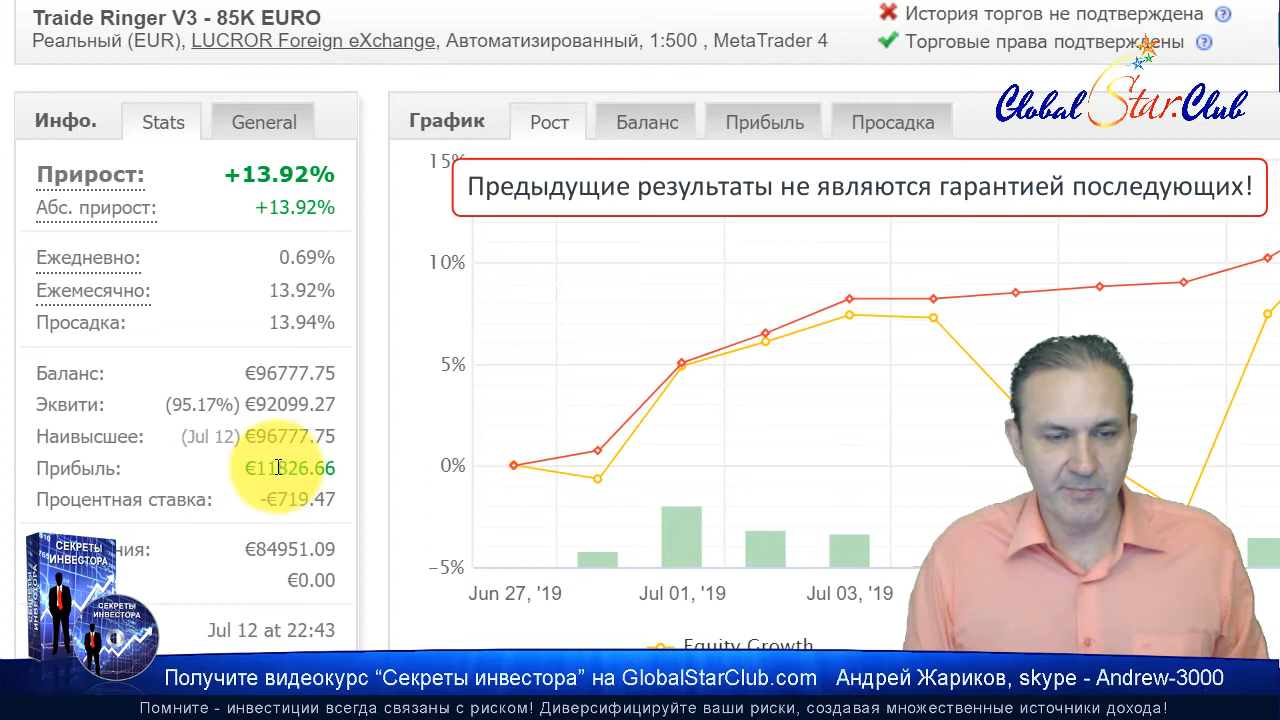 Traide Ringer V3 - 85K EURO
Реальный (EUR), LUCROR Foreign eXchange, Автоматизированный, 1:500 , MetaTrader 4
История торгов не подтверждена
Торговые права подтверждены
Global Star.Club
Инфо.
Stats
General
График
Рост
Баланс
Прибыль
Просадка
Прирост: +13.92%
Абс. прирост: +13.92%
Ежедневно: 0.69%
Ежемесячно: 13.92%
Просадка: 13.94%
Баланс: €96777.75
Эквити: (95.17%) €92099.27
Наивысшее: (Jul 12) €96777.75
Прибыль: €11826.66
Процентная ставка: -€719.47
€84951.09
€0.00
Jul 12 at 22:43
15%
Предыдущие результаты не являются гарантией последующих!
10%
5%
0%
-5%
Jun 27, '19
Jul 01, '19
Jul 03, '19
Equity Growth
СЕКРЕТЫ
ИНВЕСТОРА
СЕКРЕТЫ
ИНВЕСТОРА
Получите видеокурс “Секреты инвестора” на GlobalStarClub.com Андрей Жариков, skype - Andrew-3000
Помните - инвестиции всегда связаны с риском! Диверсифицируйте ваши риски, создавая множественные источники дохода!